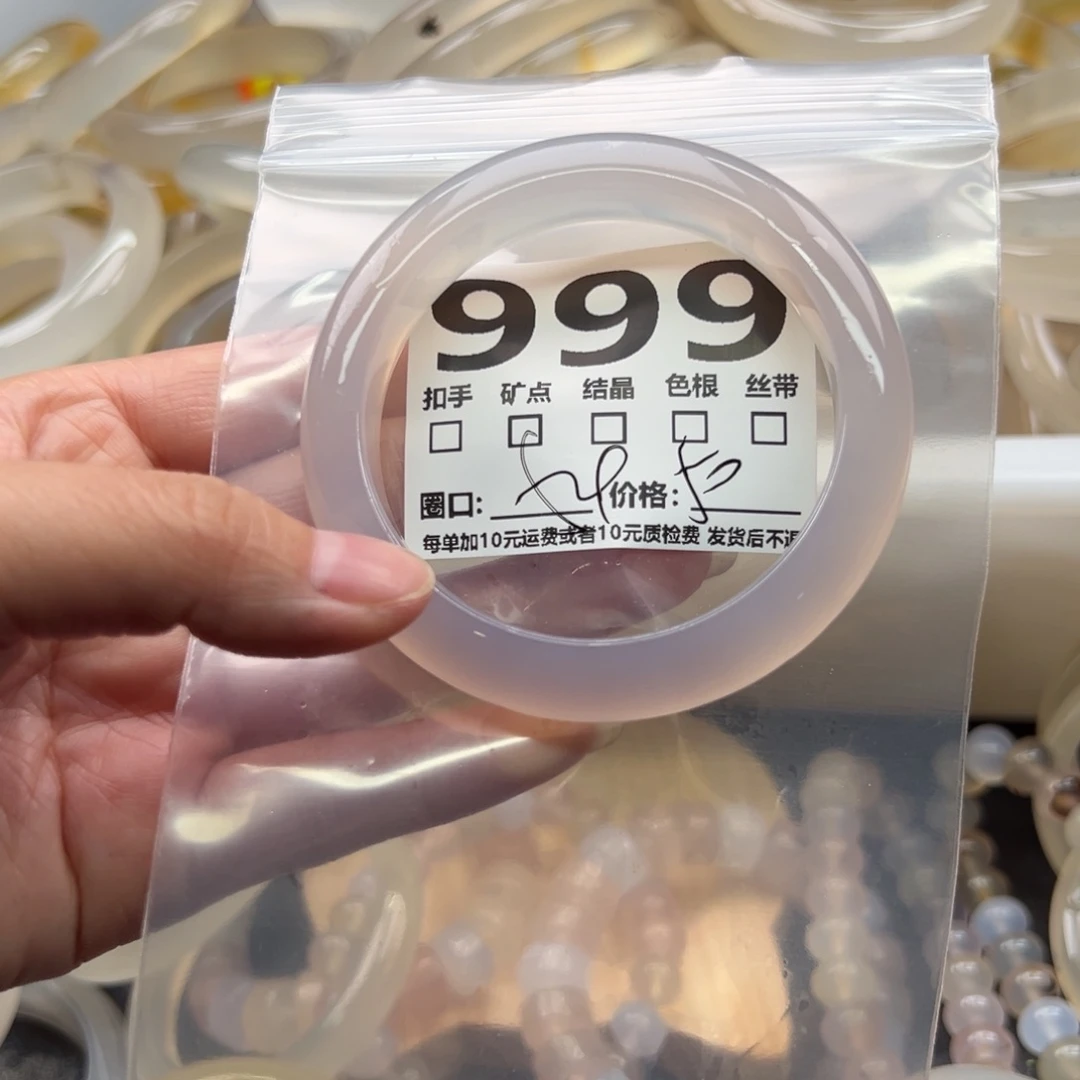 999
扣手 矿点 结晶 色根 丝带
圈口: 价格:
每单加10元运费或者10元质检费 发货后不退